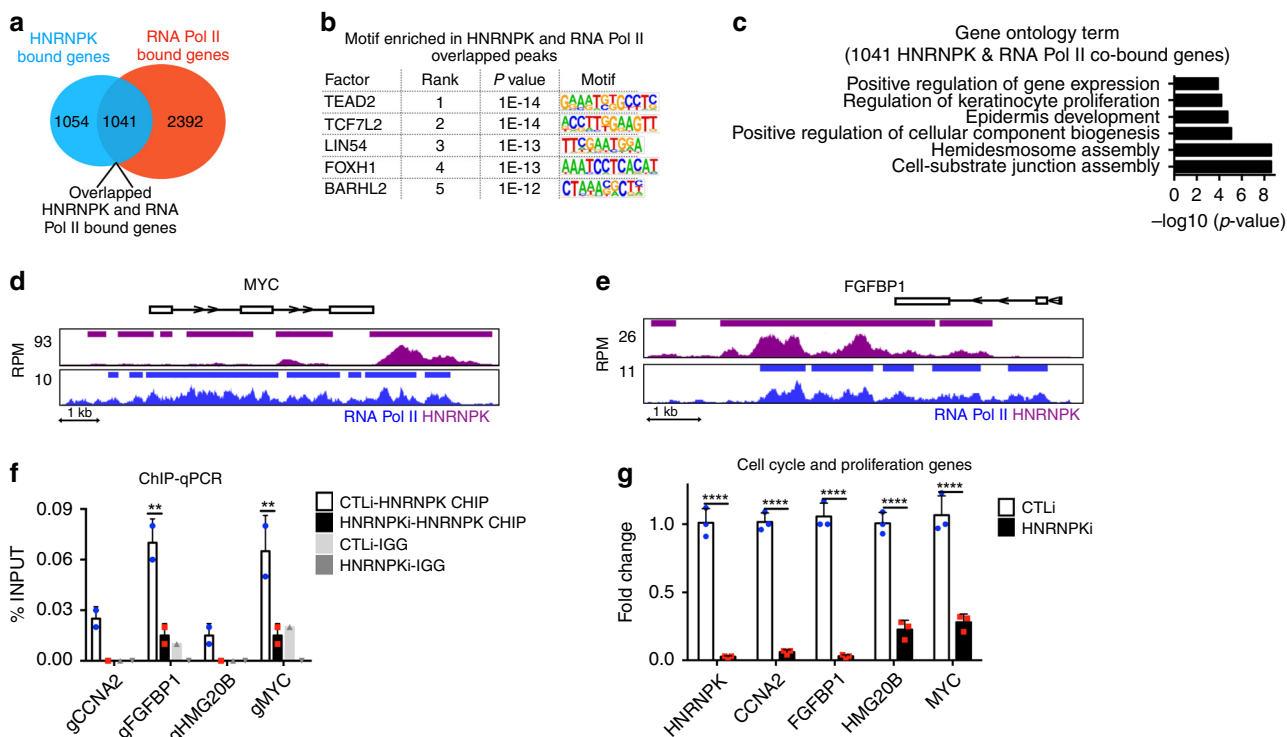 a
HNRNPK
bound genes
RNA Pol II
bound genes
1054
1041
2392
Overlapped
HNRNPK and RNA
Pol II bound genes
b
Motif enriched in HNRNPK and RNA Pol II
overlapped peaks
Factor Rank P value Motif
TEAD2 1 1E-14
TCF7L2 2 1E-14 ACCTTGGAAGTT
LIN54 3 1E-13 TTCGAATGGA
FOXH1 4 1E-13 AAATCCTCACAT
BARHL2 5 1E-12
c
Gene ontology term
(1041 HNRNPK & RNA Pol II co-bound genes)
Positive regulation of gene expression
Regulation of keratinocyte proliferation
Epidermis development
Positive regulation of cellular component biogenesis
Hemidesmosome assembly
Cell-substrate junction assembly
0 2 4 6 8
–log10 (p-value)
d
MYC
93
RPM
10
RNA Pol II HNRNPK
1 kb
e
FGFBP1
26
RPM
11
RNA Pol II HNRNPK
1 kb
f
ChIP-qPCR
0.09
0.06
0.03
0.00
% INPUT
**
**
CTLi-HNRNPK CHIP
HNRNPKi-HNRNPK CHIP
CTLi-IGG
HNRNPKi-IGG
gCCNA2
gFGFBP1
gHMG20B
gMYC
g
Cell cycle and proliferation genes
1.0
0.5
0.0
Fold change
**** **** **** **** ****
CTLi
HNRNPKi
HNRNPK
CCNA2
FGFBP1
HMG20B
MYC